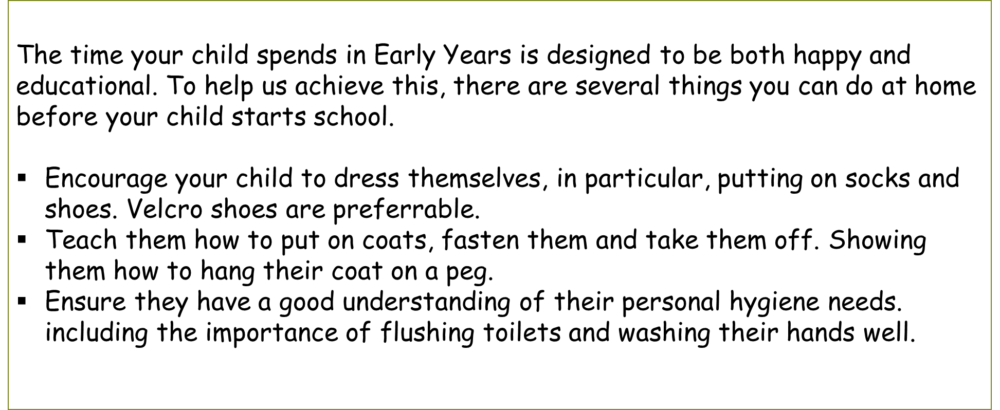 The time your child spends in Early Years is designed to be both happy and
educational. To help us achieve this, there are several things you can do at home
before your child starts school.
▪ Encourage your child to dress themselves, in particular, putting on socks and
shoes. Velcro shoes are preferrable.
▪ Teach them how to put on coats, fasten them and take them off. Showing
them how to hang their coat on a peg.
▪ Ensure they have a good understanding of their personal hygiene needs.
including the importance of flushing toilets and washing their hands well.